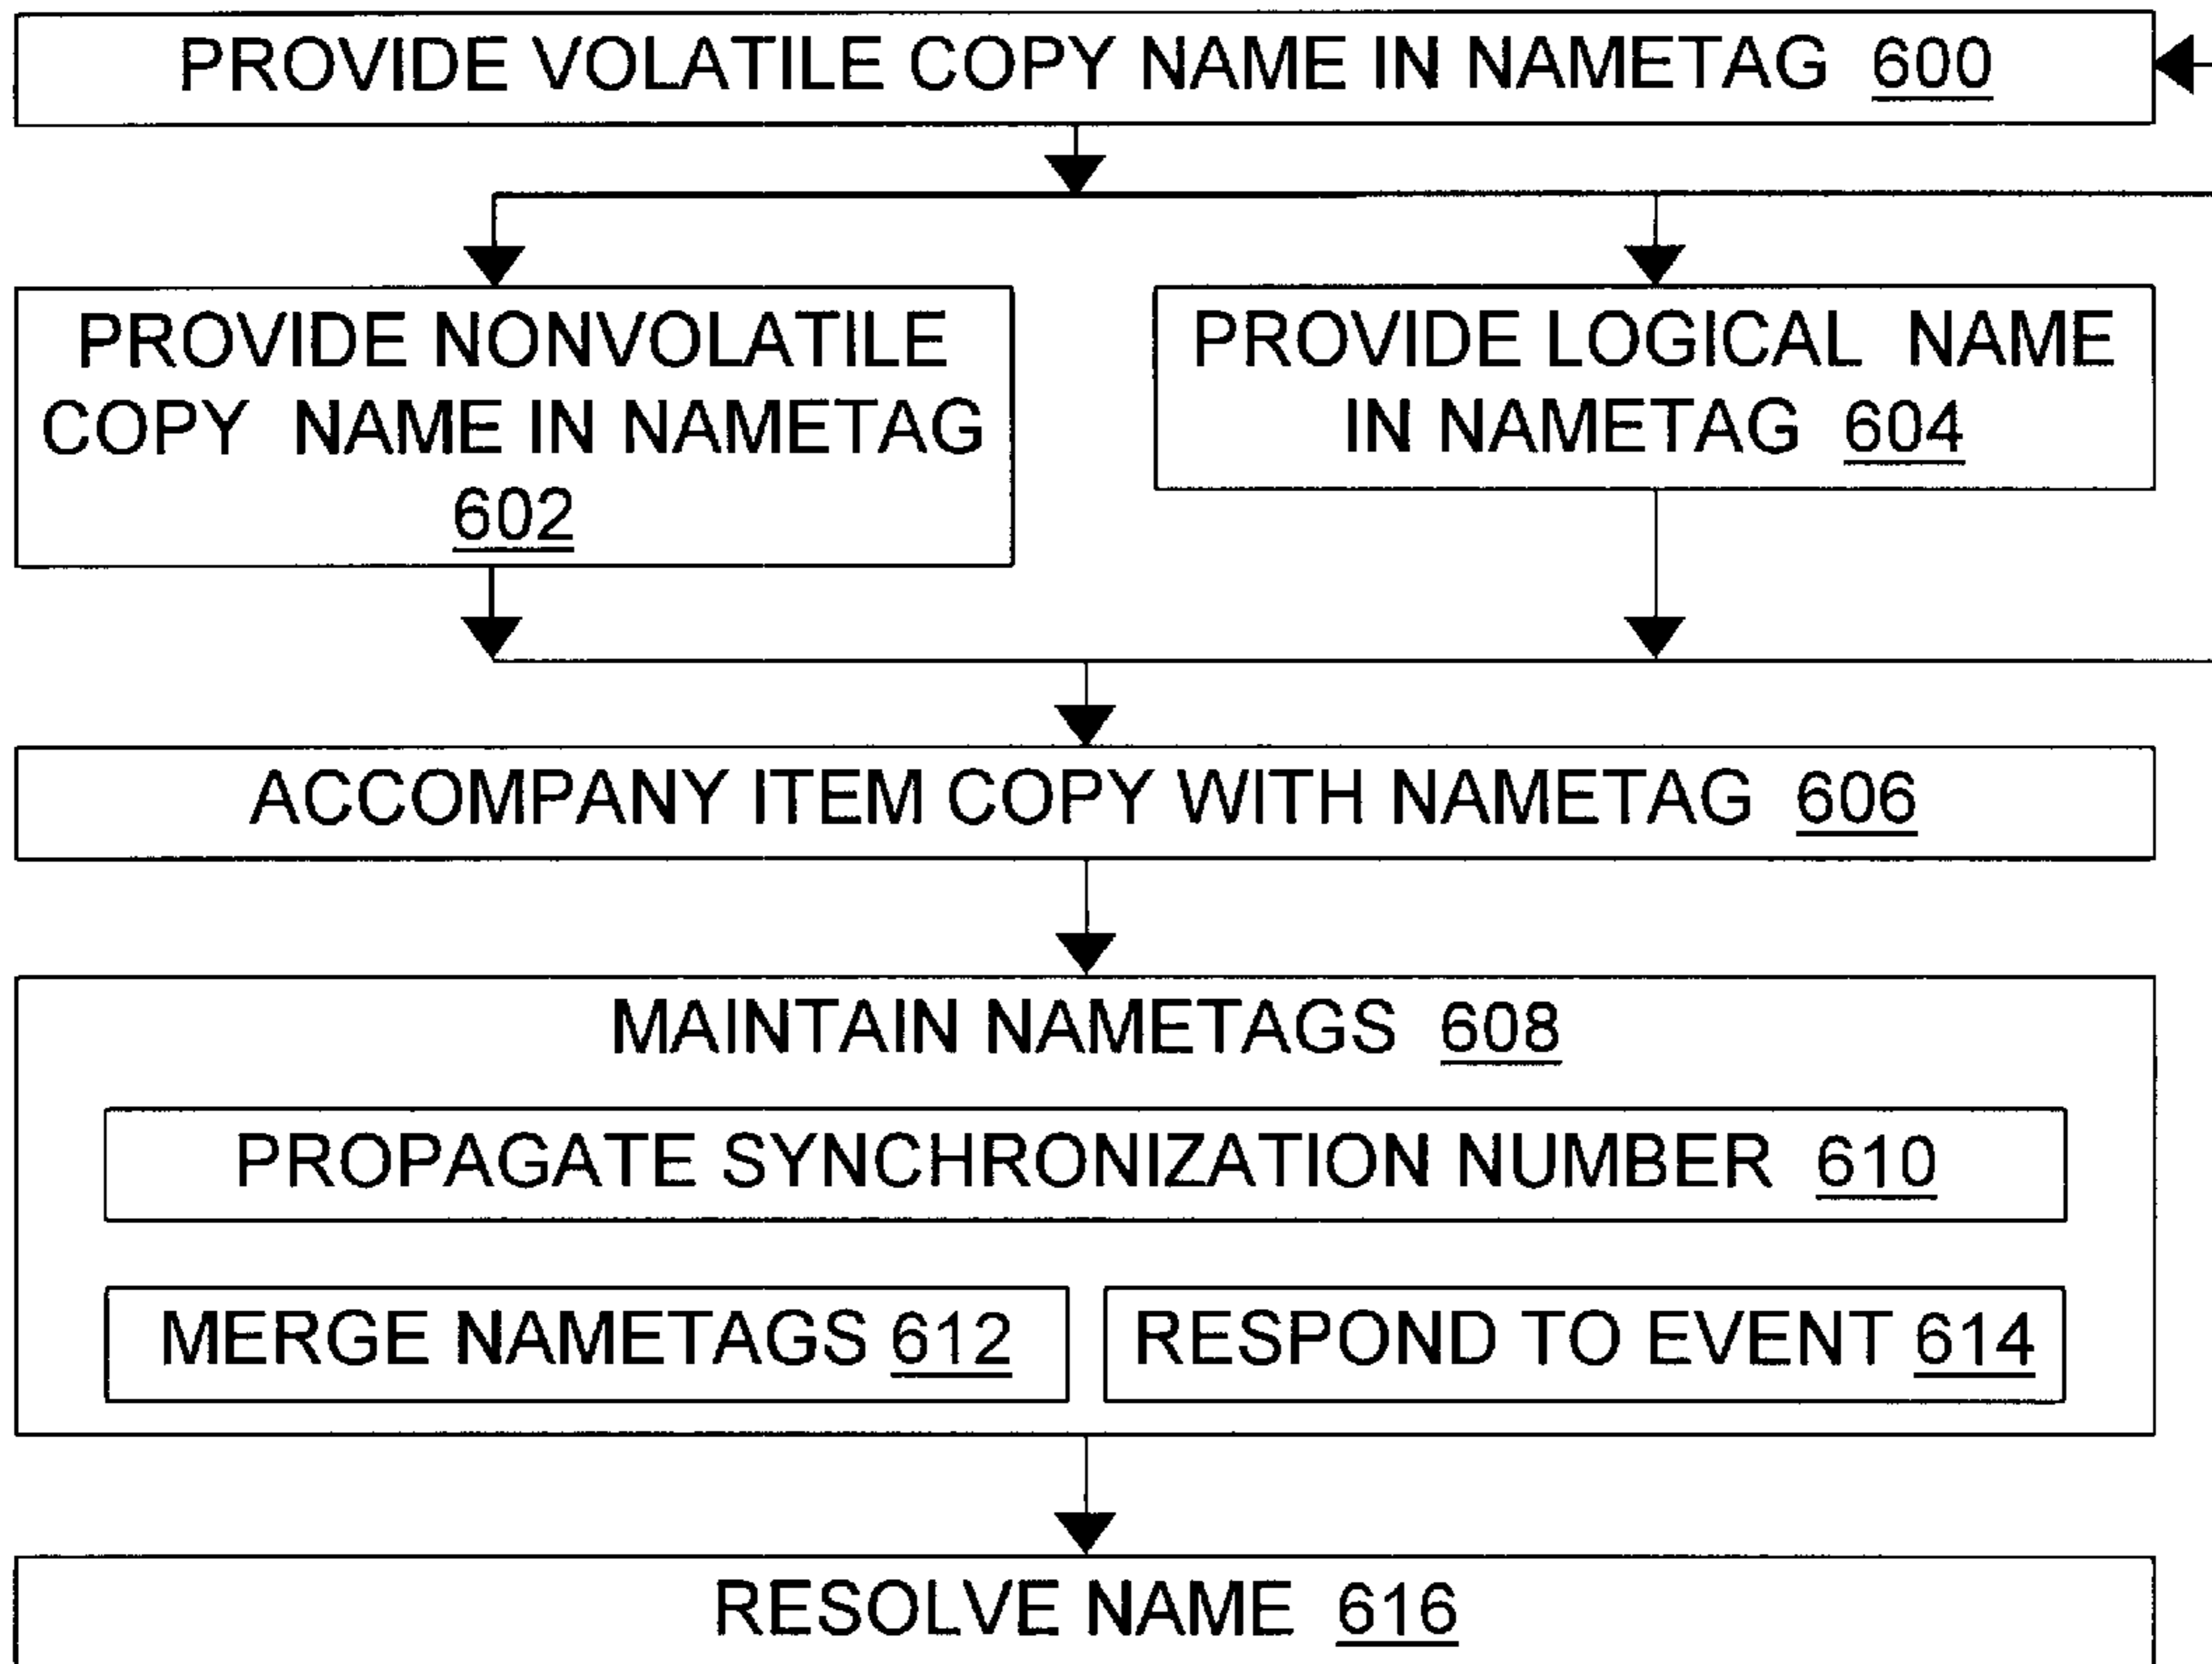 PROVIDE VOLATILE COPY NAME IN NAMETAG 600
PROVIDE NONVOLATILE
COPY NAME IN NAMETAG
602
PROVIDE LOGICAL NAME
IN NAMETAG 604
ACCOMPANY ITEM COPY WITH NAMETAG 606
MAINTAIN NAMETAGS 608
PROPAGATE SYNCHRONIZATION NUMBER 610
MERGE NAMETAGS 612
RESPOND TO EVENT 614
RESOLVE NAME 616